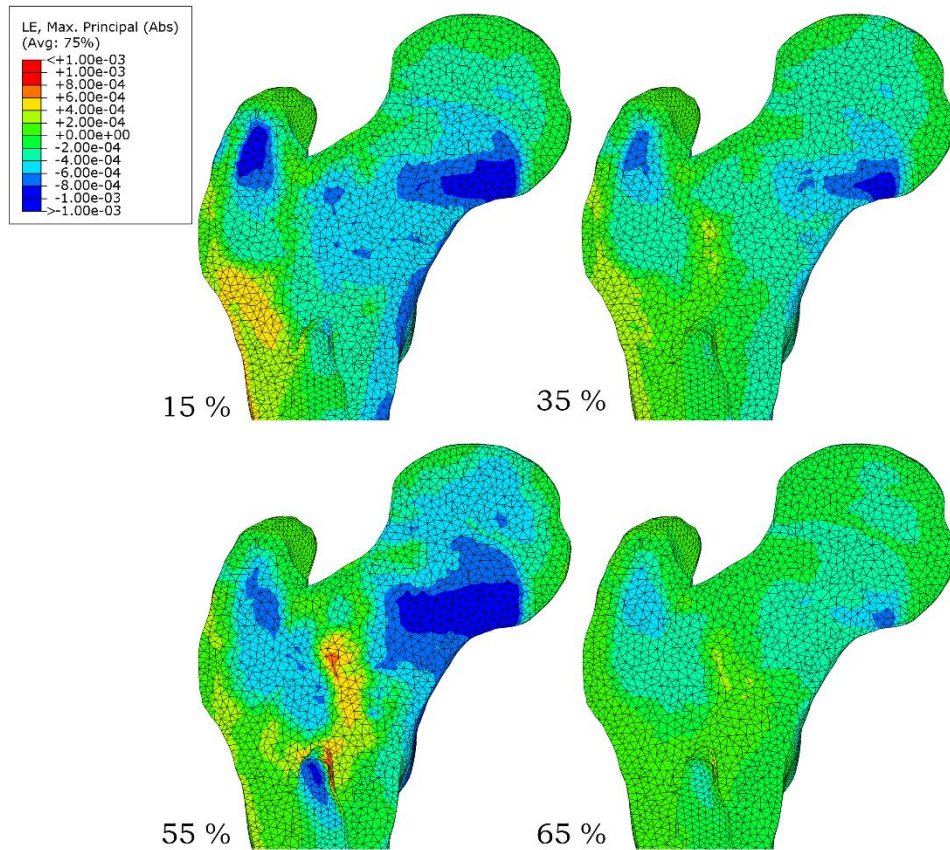 LE, Max. Principal (Abs)
(Avg: 75%)
<+1.00e-03
+1.00e-03
+8.00e-04
+6.00e-04
+4.00e-04
+2.00e-04
+0.00e+00
-2.00e-04
-4.00e-04
-6.00e-04
-8.00e-04
-1.00e-03
>-1.00e-03
15 %
35 %
55 %
65 %